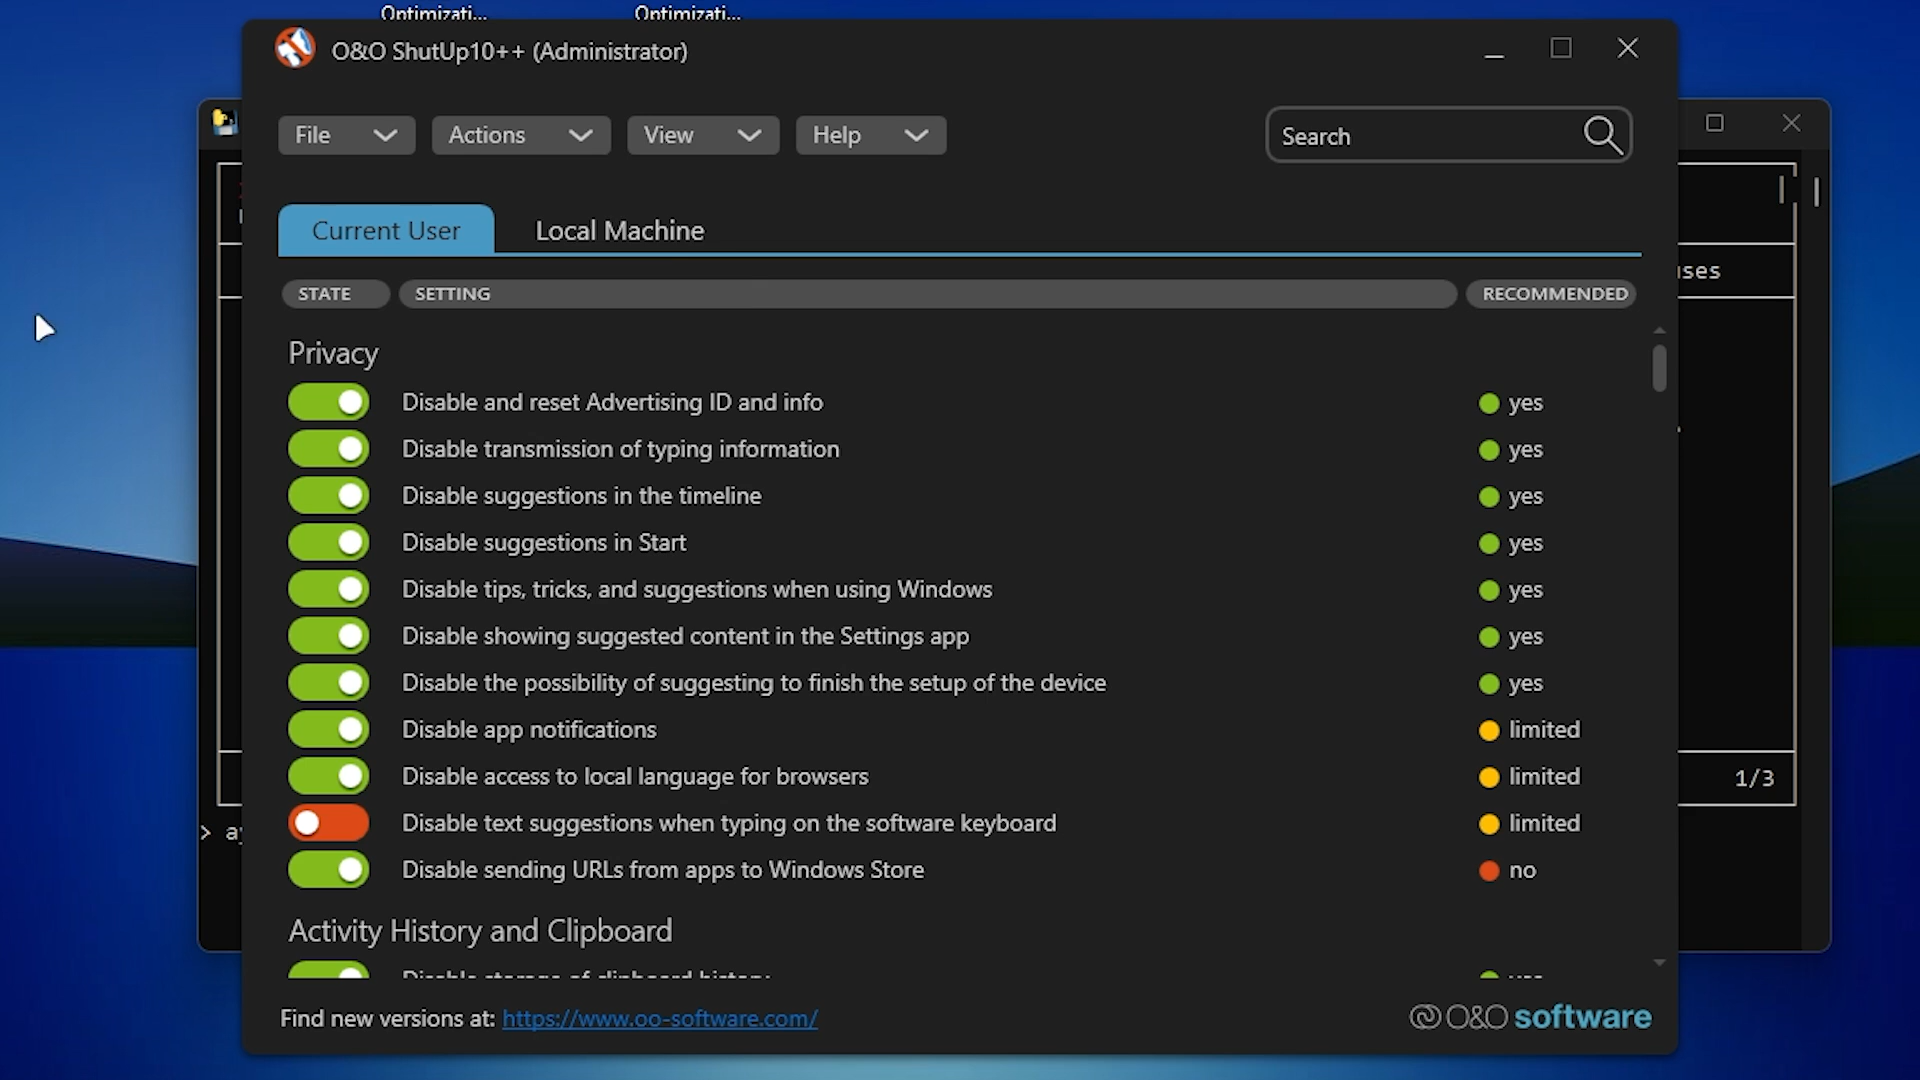 Optimizati... Optimizati...
O&O ShutUp10++ (Administrator)
File Actions View Help Search
Current User Local Machine
STATE SETTING RECOMMENDED
Privacy
Disable and reset Advertising ID and info yes
Disable transmission of typing information yes
Disable suggestions in the timeline yes
Disable suggestions in Start yes
Disable tips, tricks, and suggestions when using Windows yes
Disable showing suggested content in the Settings app yes
Disable the possibility of suggesting to finish the setup of the device yes
Disable app notifications limited
Disable access to local language for browsers limited
1/3
Disable text suggestions when typing on the software keyboard limited
Disable sending URLs from apps to Windows Store no
Activity History and Clipboard
Disable storage of clipboard history yes
Find new versions at: https://www.oo-software.com/
O&O software